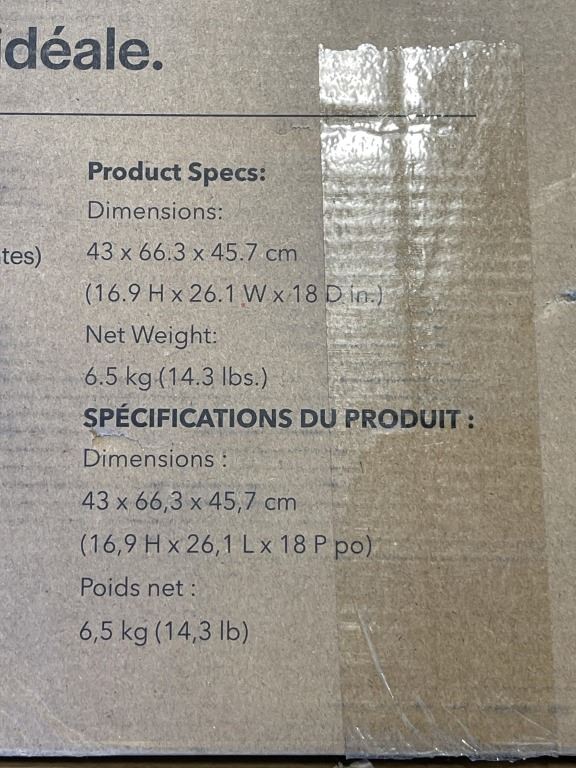 idéale.
Product Specs:
Dimensions:
tes) 43 x 66.3 x 45.7 cm
(16.9 H x 26.1 W x 18 D in.)
Net Weight:
6.5 kg (14.3 lbs.)
SPÉCIFICATIONS DU PRODUIT :
Dimensions :
43 x 66,3 x 45,7 cm
(16,9 H x 26,1 L x 18 P po)
Poids net :
6,5 kg (14,3 lb)